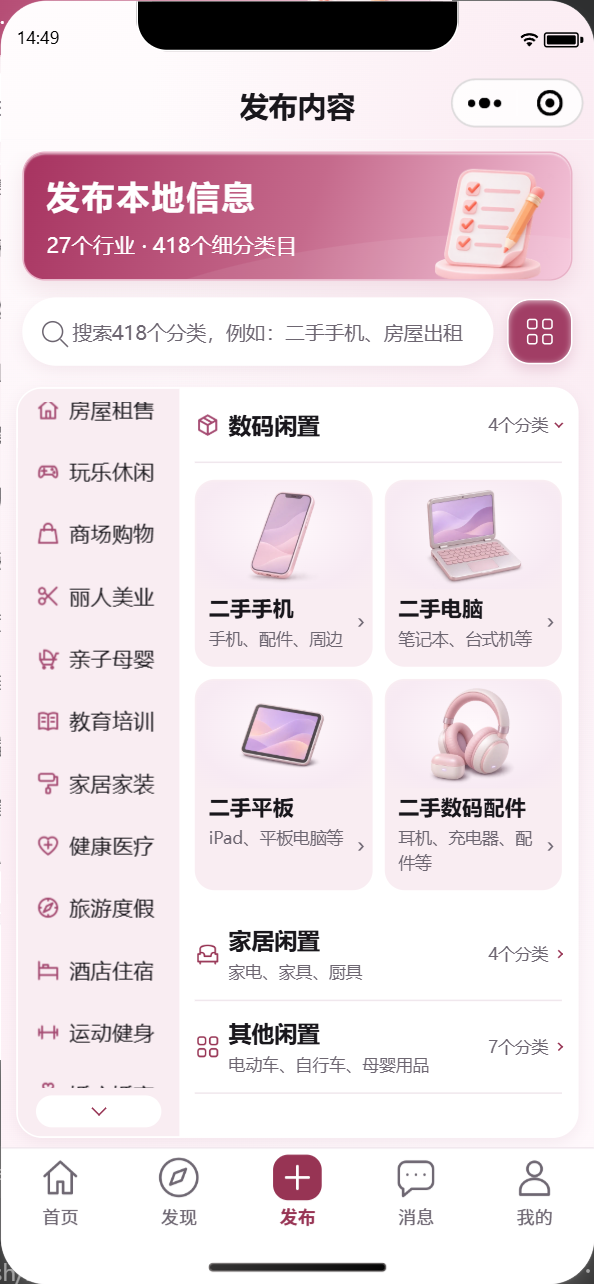 14:49
发布内容
发布本地信息
27个行业 · 418个细分类目
搜索418个分类，例如：二手手机、房屋出租
房屋租售
玩乐休闲
商场购物
丽人美业
亲子母婴
教育培训
家居家装
健康医疗
旅游度假
酒店住宿
运动健身
数码闲置
4个分类
二手手机
手机、配件、周边
二手电脑
笔记本、台式机等
二手平板
iPad、平板电脑等
二手数码配件
耳机、充电器、配
件等
家居闲置
4个分类
家电、家具、厨具
其他闲置
7个分类
电动车、自行车、母婴用品
首页
发现
发布
消息
我的